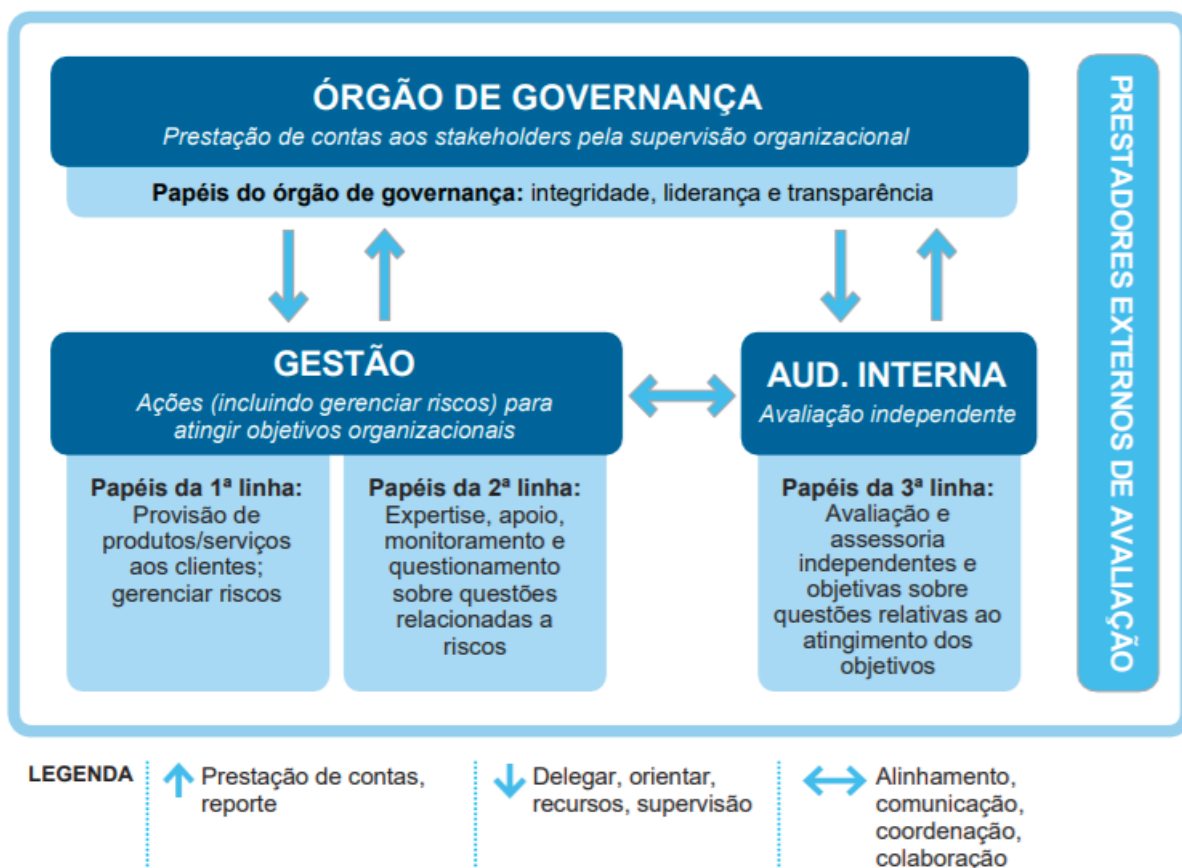 ÓRGÃO DE GOVERNANÇA
Prestação de contas aos stakeholders pela supervisão organizacional
Papéis do órgão de governança: integridade, liderança e transparência
GESTÃO
Ações (incluindo gerenciar riscos) para
atingir objetivos organizacionais
Papéis da 1ª linha:
Provisão de
produtos/serviços
aos clientes;
gerenciar riscos
Papéis da 2ª linha:
Expertise, apoio,
monitoramento e
questionamento
sobre questões
relacionadas a
riscos
AUD. INTERNA
Avaliação independente
Papéis da 3ª linha:
Avaliação e
assessoria
independentes e
objetivas sobre
questões relativas ao
atingimento dos
objetivos
PRESTADORES EXTERNOS DE AVALIAÇÃO
LEGENDA
Prestação de contas,
reporte
Delegar, orientar,
recursos, supervisão
Alinhamento,
comunicação,
coordenação,
colaboração